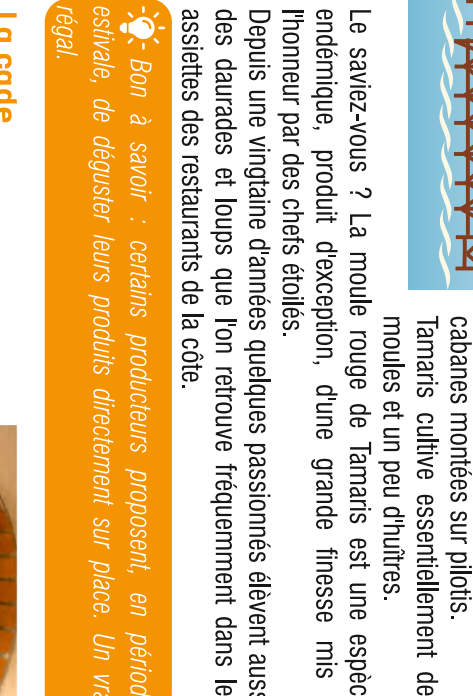 cabanes montées sur pilotis.
Tamaris cultive essentiellement de
moules et un peu d'huîtres.
Le saviez-vous ? La moule rouge de Tamaris est une espèc
endémique, produit d'exception, d'une grande finesse mis
l'honneur par des chefs étoilés.
Depuis une vingtaine d'années quelques passionnés élèvent auss
des daurades et loups que l'on retrouve fréquemment dans le
assiettes des restaurants de la côte.
Bon à savoir : certains producteurs proposent, en périod
estivale, de déguster leurs produits directement sur place. Un vra
régal.
La cade